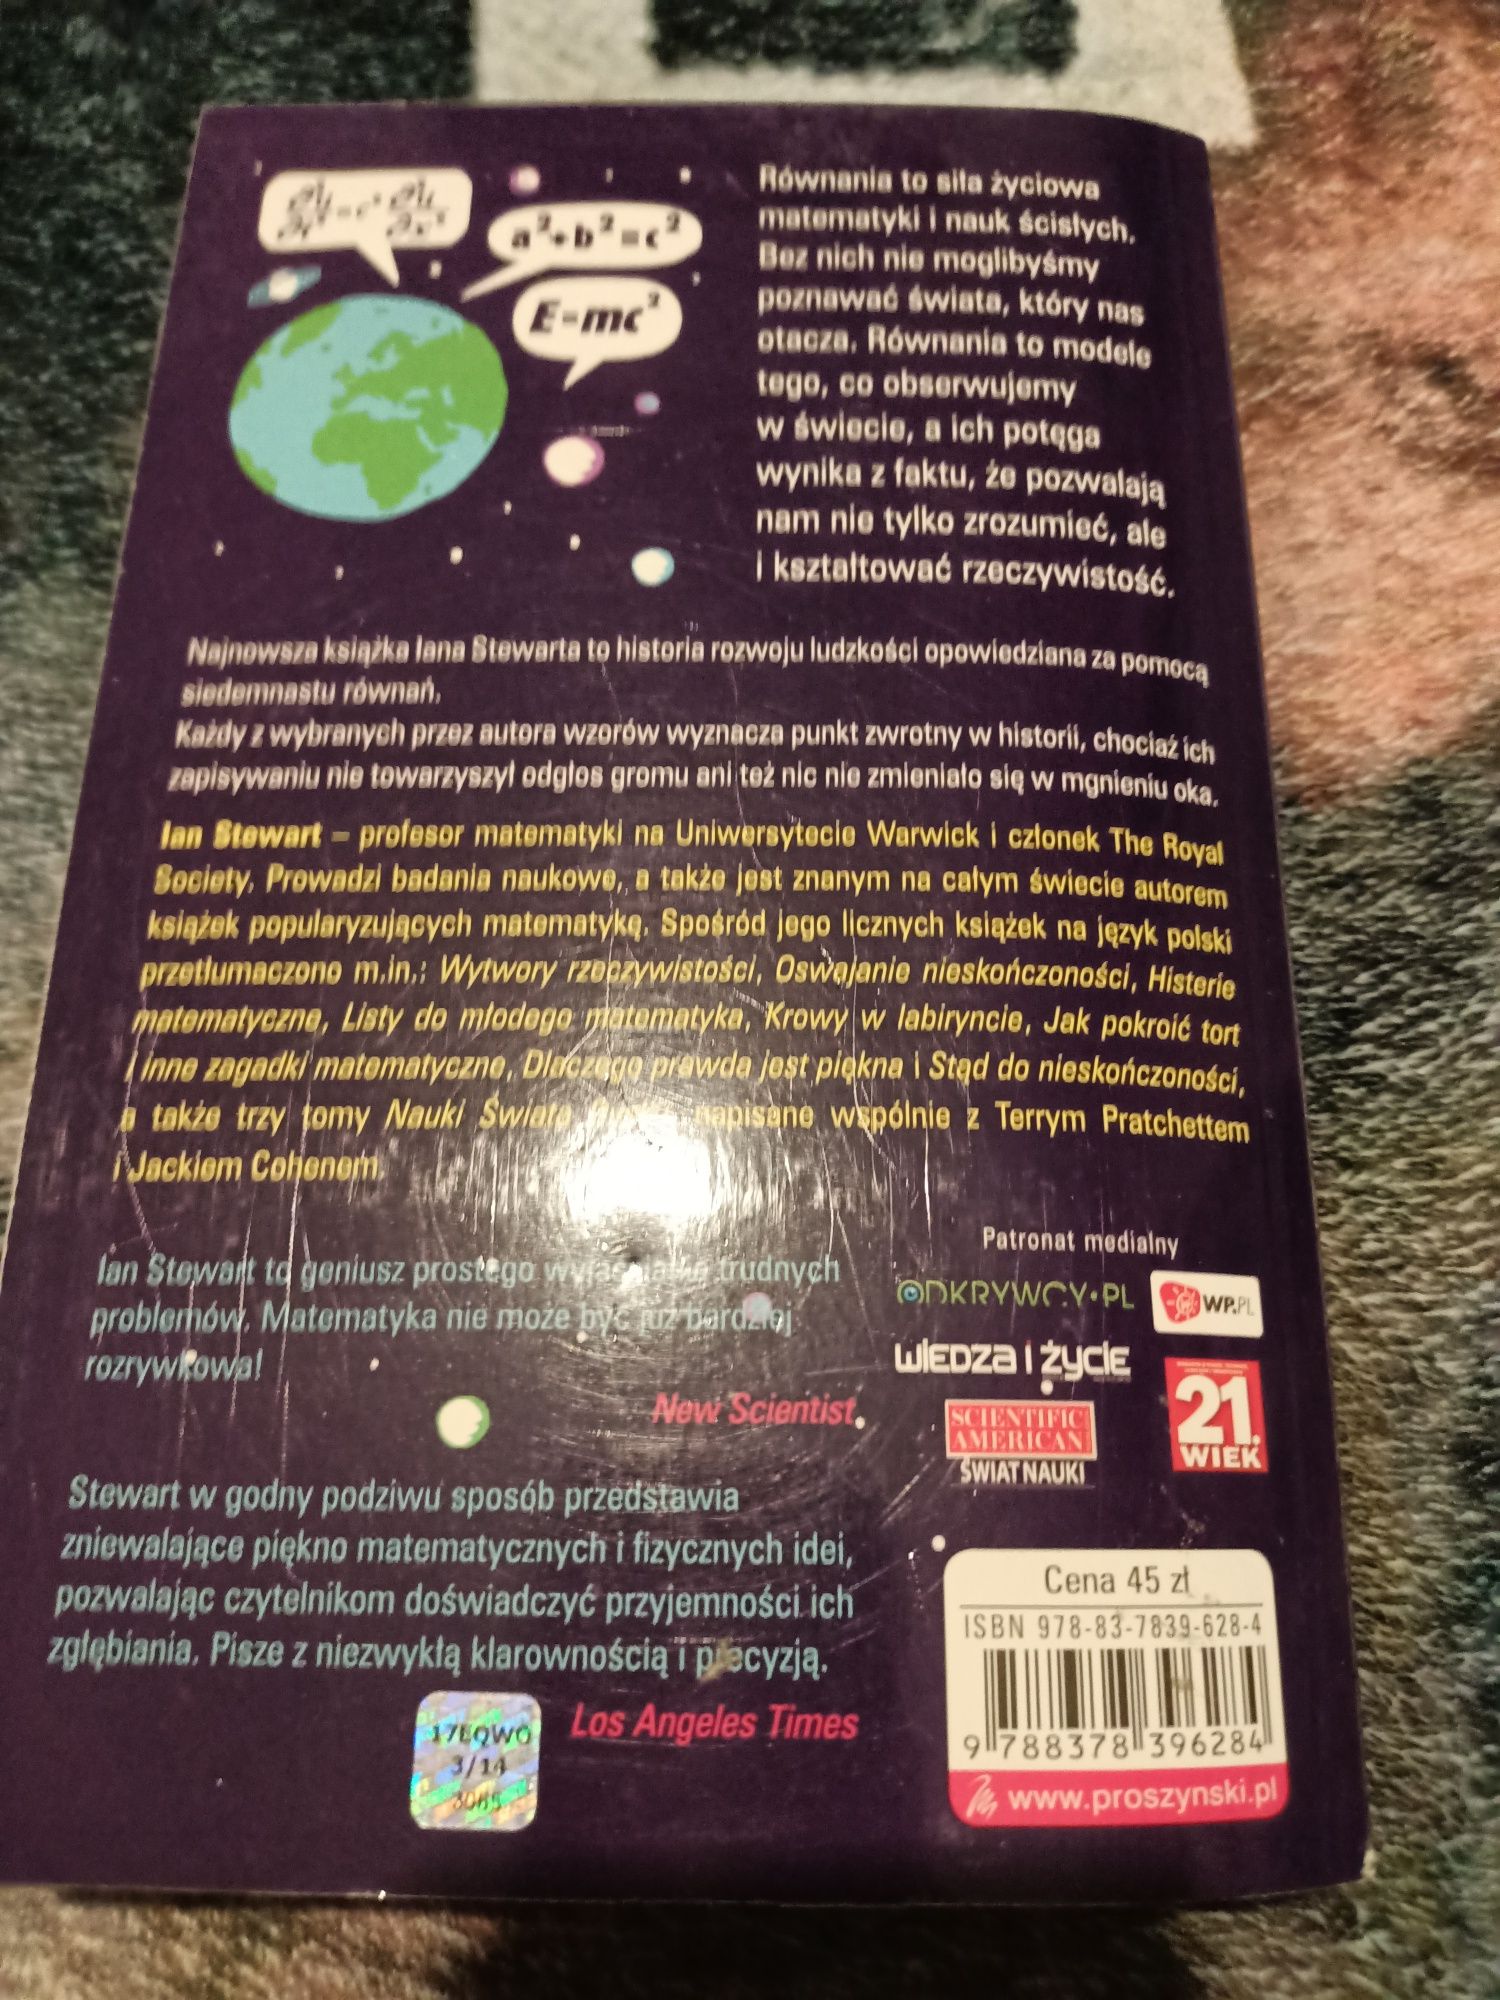 a²+b²=c²
E=mc²
Równania to siła życiowa
matematyki i nauk ścisłych.
Bez nich nie moglibyśmy
poznawać świata, który nas
otacza. Równania to modele
tego, co obserwujemy
w świecie, a ich potęga
wynika z faktu, że pozwalają
nam nie tylko zrozumieć, ale
i kształtować rzeczywistość.
Najnowsza książka Iana Stewarta to historia rozwoju ludzkości opowiedziana za pomocą
siedemnastu równań.
Każdy z wybranych przez autora wzorów wyznacza punkt zwrotny w historii, chociaż ich
zapisywaniu nie towarzyszył odgłos gromu ani też nic nie zmieniało się w mgnieniu oka.
Ian Stewart – profesor matematyki na Uniwersytecie Warwick i członek The Royal
Society. Prowadzi badania naukowe, a także jest znanym na całym świecie autorem
książek popularyzujących matematykę. Spośród jego licznych książek na język polski
przetłumaczono m.in.: Wytwory rzeczywistości, Oswajanie nieskończoności, Histerie
matematyczne, Listy do młodego matematyka, Krowy w labiryncie, Jak pokroić tort
i inne zagadki matematyczne, Dlaczego prawda jest piękna i Stąd do nieskończoności,
a także trzy tomy Nauki Świata napisane wspólnie z Terrym Pratchettem
i Jackiem Cohenem.
Ian Stewart to geniusz prostego trudnych
problemów. Matematyka nie może być już bardziej
rozrywkowa!
New Scientist
Stewart w godny podziwu sposób przedstawia
zniewalające piękno matematycznych i fizycznych idei,
pozwalając czytelnikom doświadczyć przyjemności ich
zgłębiania. Pisze z niezwykłą klarownością i precyzją.
Los Angeles Times
Patronat medialny
ODKRYWCY.PL
WP.PL
WIEDZA I ŻYCIE
SCIENTIFIC
AMERICAN
ŚWIAT NAUKI
21.
WIEK
3/14
Cena 45 zł
ISBN 978-83-7839-628-4
9 788378 396284
www.proszynski.pl